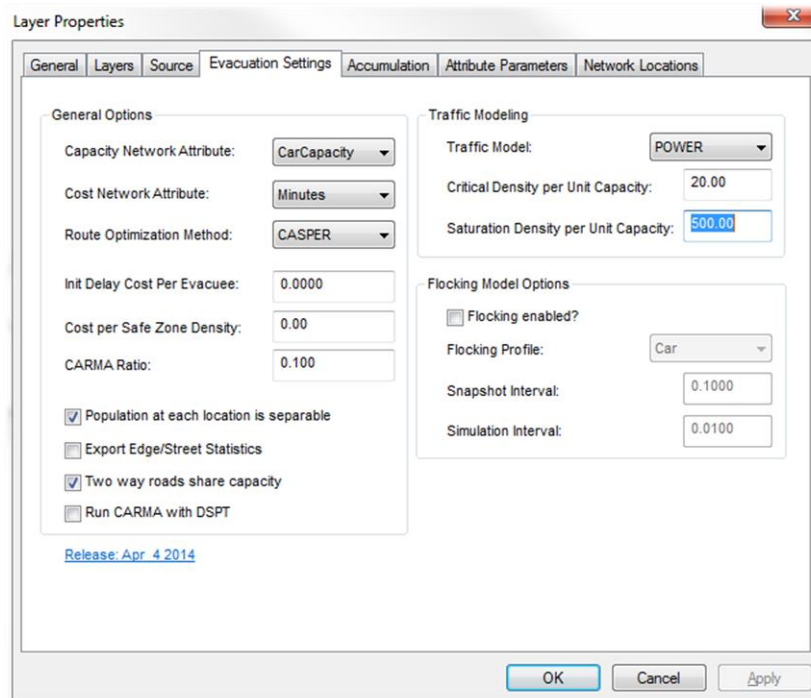 Layer Properties
General Layers Source Evacuation Settings Accumulation Attribute Parameters Network Locations
General Options
Capacity Network Attribute: CarCapacity
Cost Network Attribute: Minutes
Route Optimization Method: CASPER
Init Delay Cost Per Evacuee: 0.0000
Cost per Safe Zone Density: 0.00
CARMA Ratio: 0.100
Population at each location is separable
Export Edge/Street Statistics
Two way roads share capacity
Run CARMA with DSPT
Release: Apr 4 2014
Traffic Modeling
Traffic Model: POWER
Critical Density per Unit Capacity: 20.00
Saturation Density per Unit Capacity: 500.00
Flocking Model Options
Flocking enabled?
Flocking Profile: Car
Snapshot Interval: 0.1000
Simulation Interval: 0.0100
OK Cancel Apply